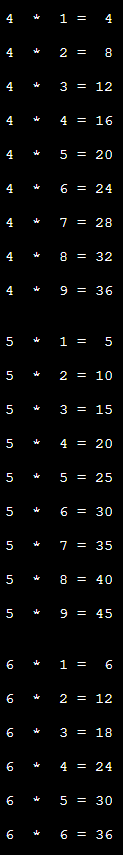 4  *  1 =  4
4  *  2 =  8
4  *  3 = 12
4  *  4 = 16
4  *  5 = 20
4  *  6 = 24
4  *  7 = 28
4  *  8 = 32
4  *  9 = 36
5  *  1 =  5
5  *  2 = 10
5  *  3 = 15
5  *  4 = 20
5  *  5 = 25
5  *  6 = 30
5  *  7 = 35
5  *  8 = 40
5  *  9 = 45
6  *  1 =  6
6  *  2 = 12
6  *  3 = 18
6  *  4 = 24
6  *  5 = 30
6  *  6 = 36